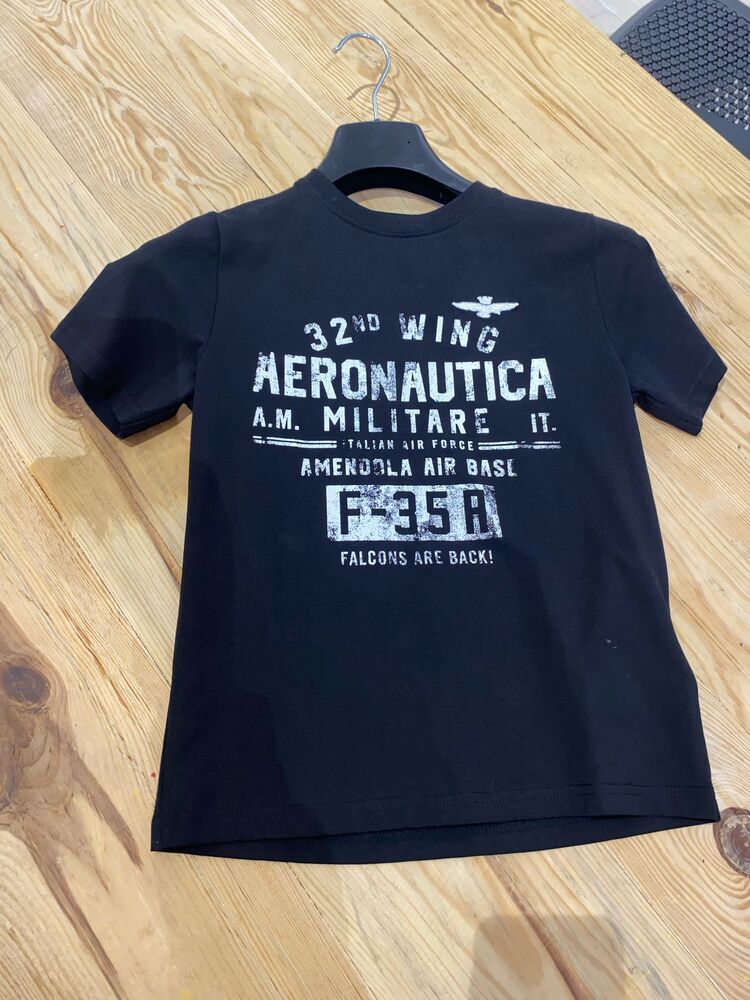 32ND WING
AERONAUTICA
A.M. MILITARE IT.
ITALIAN AIR FORCE
AMENDOLA AIR BASE
F-35A
FALCONS ARE BACK!